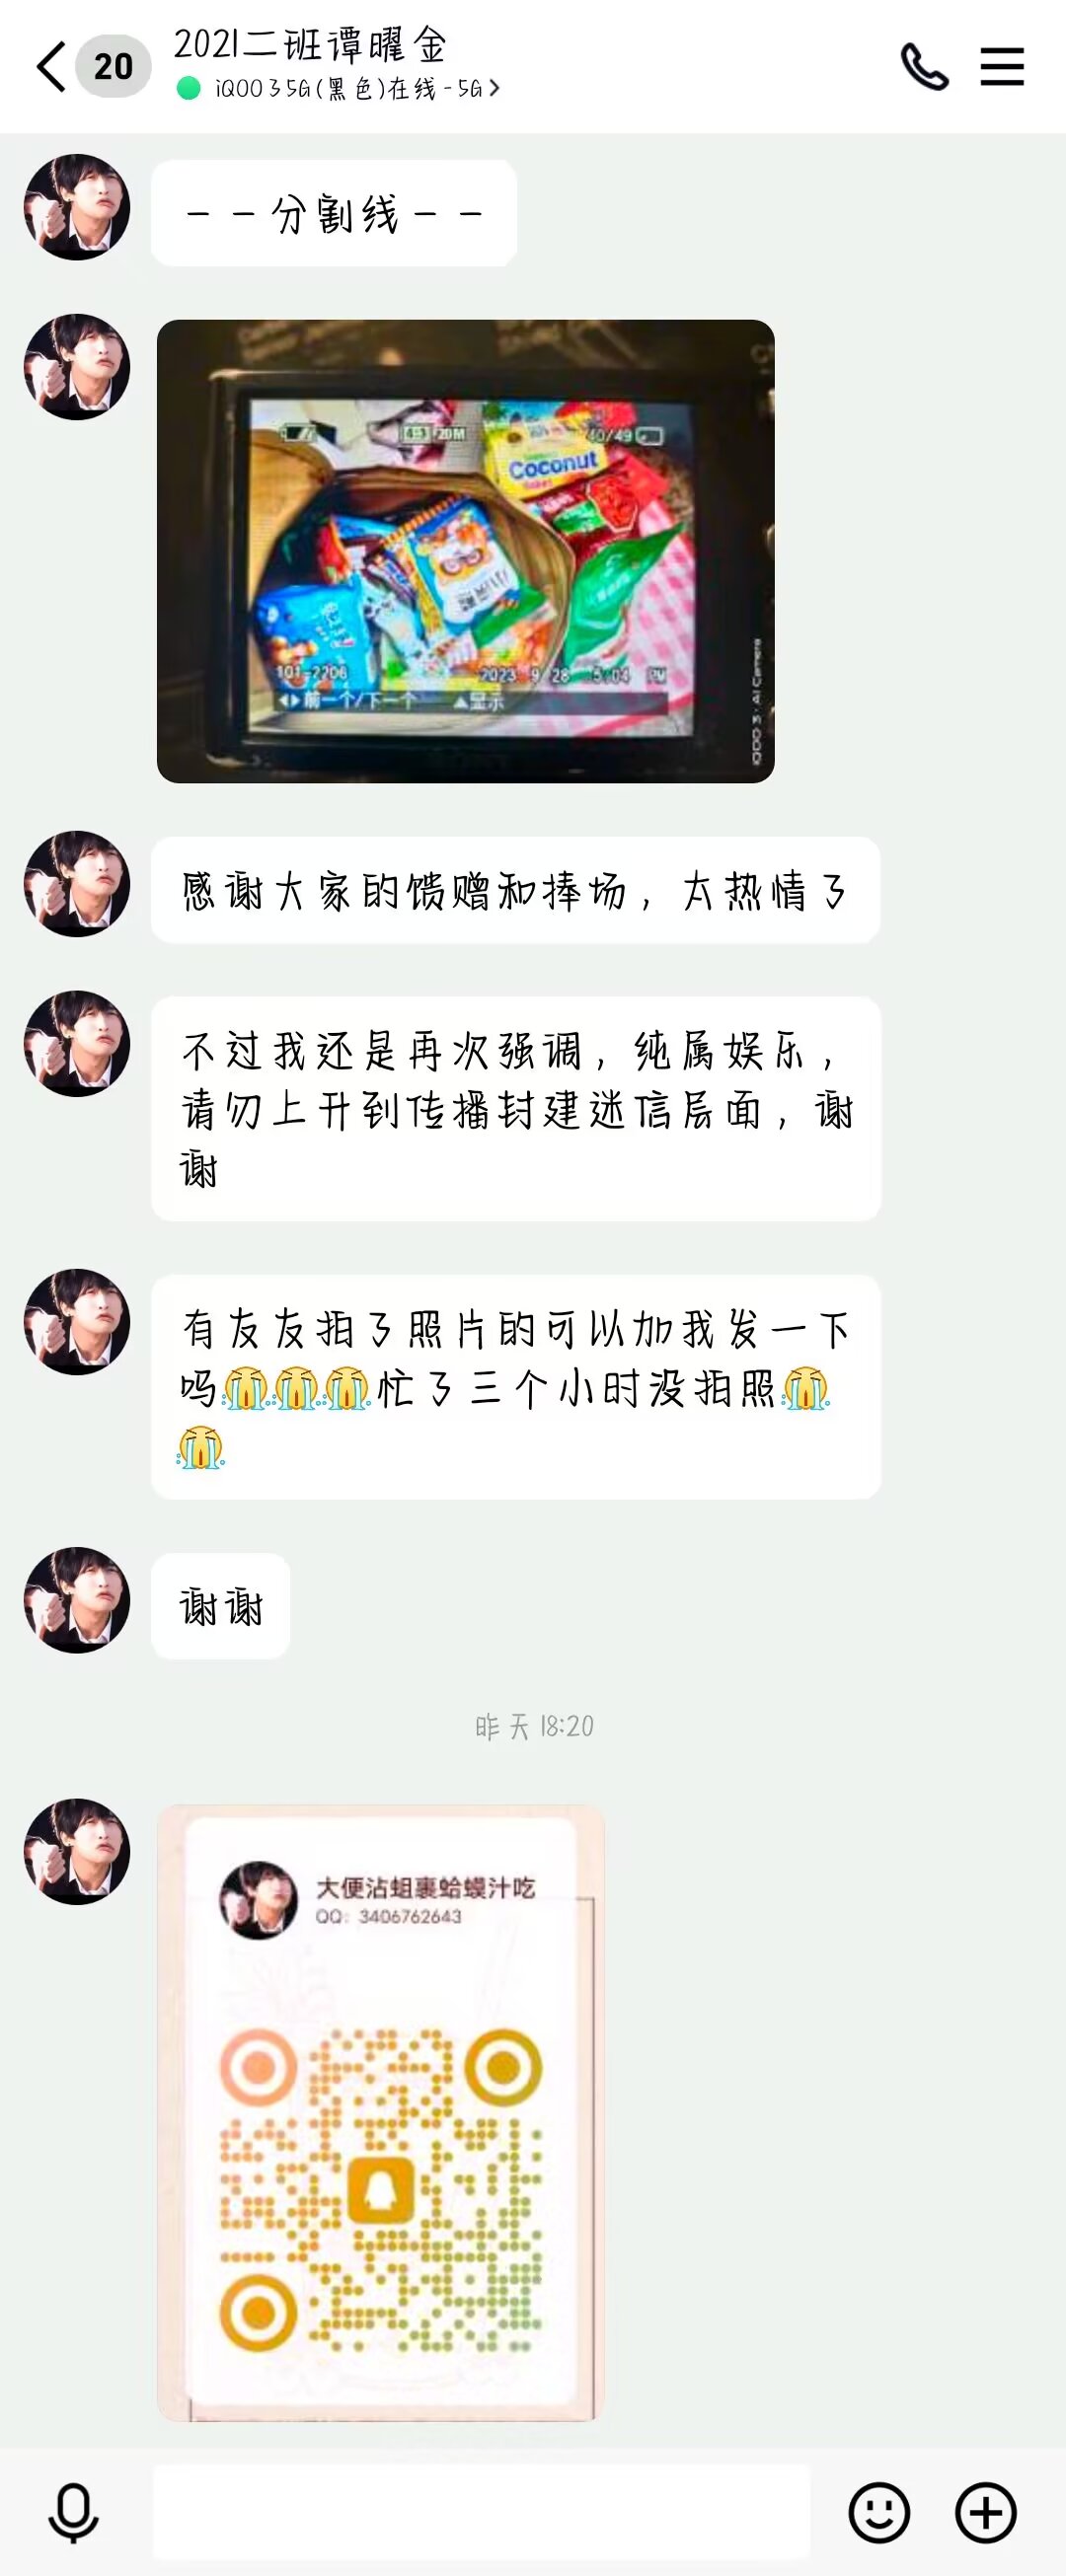 20
2021二班谭曜金
iQOO 3 5G(黑色)在线-5G
－－分割线－－
20M
40/49
Coconut
101-2206
2023 9/28 5:04 PM
前一个/下一个 ▲显示
iQOO 3·AI Camera
感谢大家的馈赠和捧场，太热情了
不过我还是再次强调，纯属娱乐，
请勿上升到传播封建迷信层面，谢
谢
有友友拍了照片的可以加我发一下
吗😭😭😭忙了三个小时没拍照😭
😭
谢谢
昨天 18:20
大便沾蛆裹蛤蟆汁吃
QQ: 3406762643